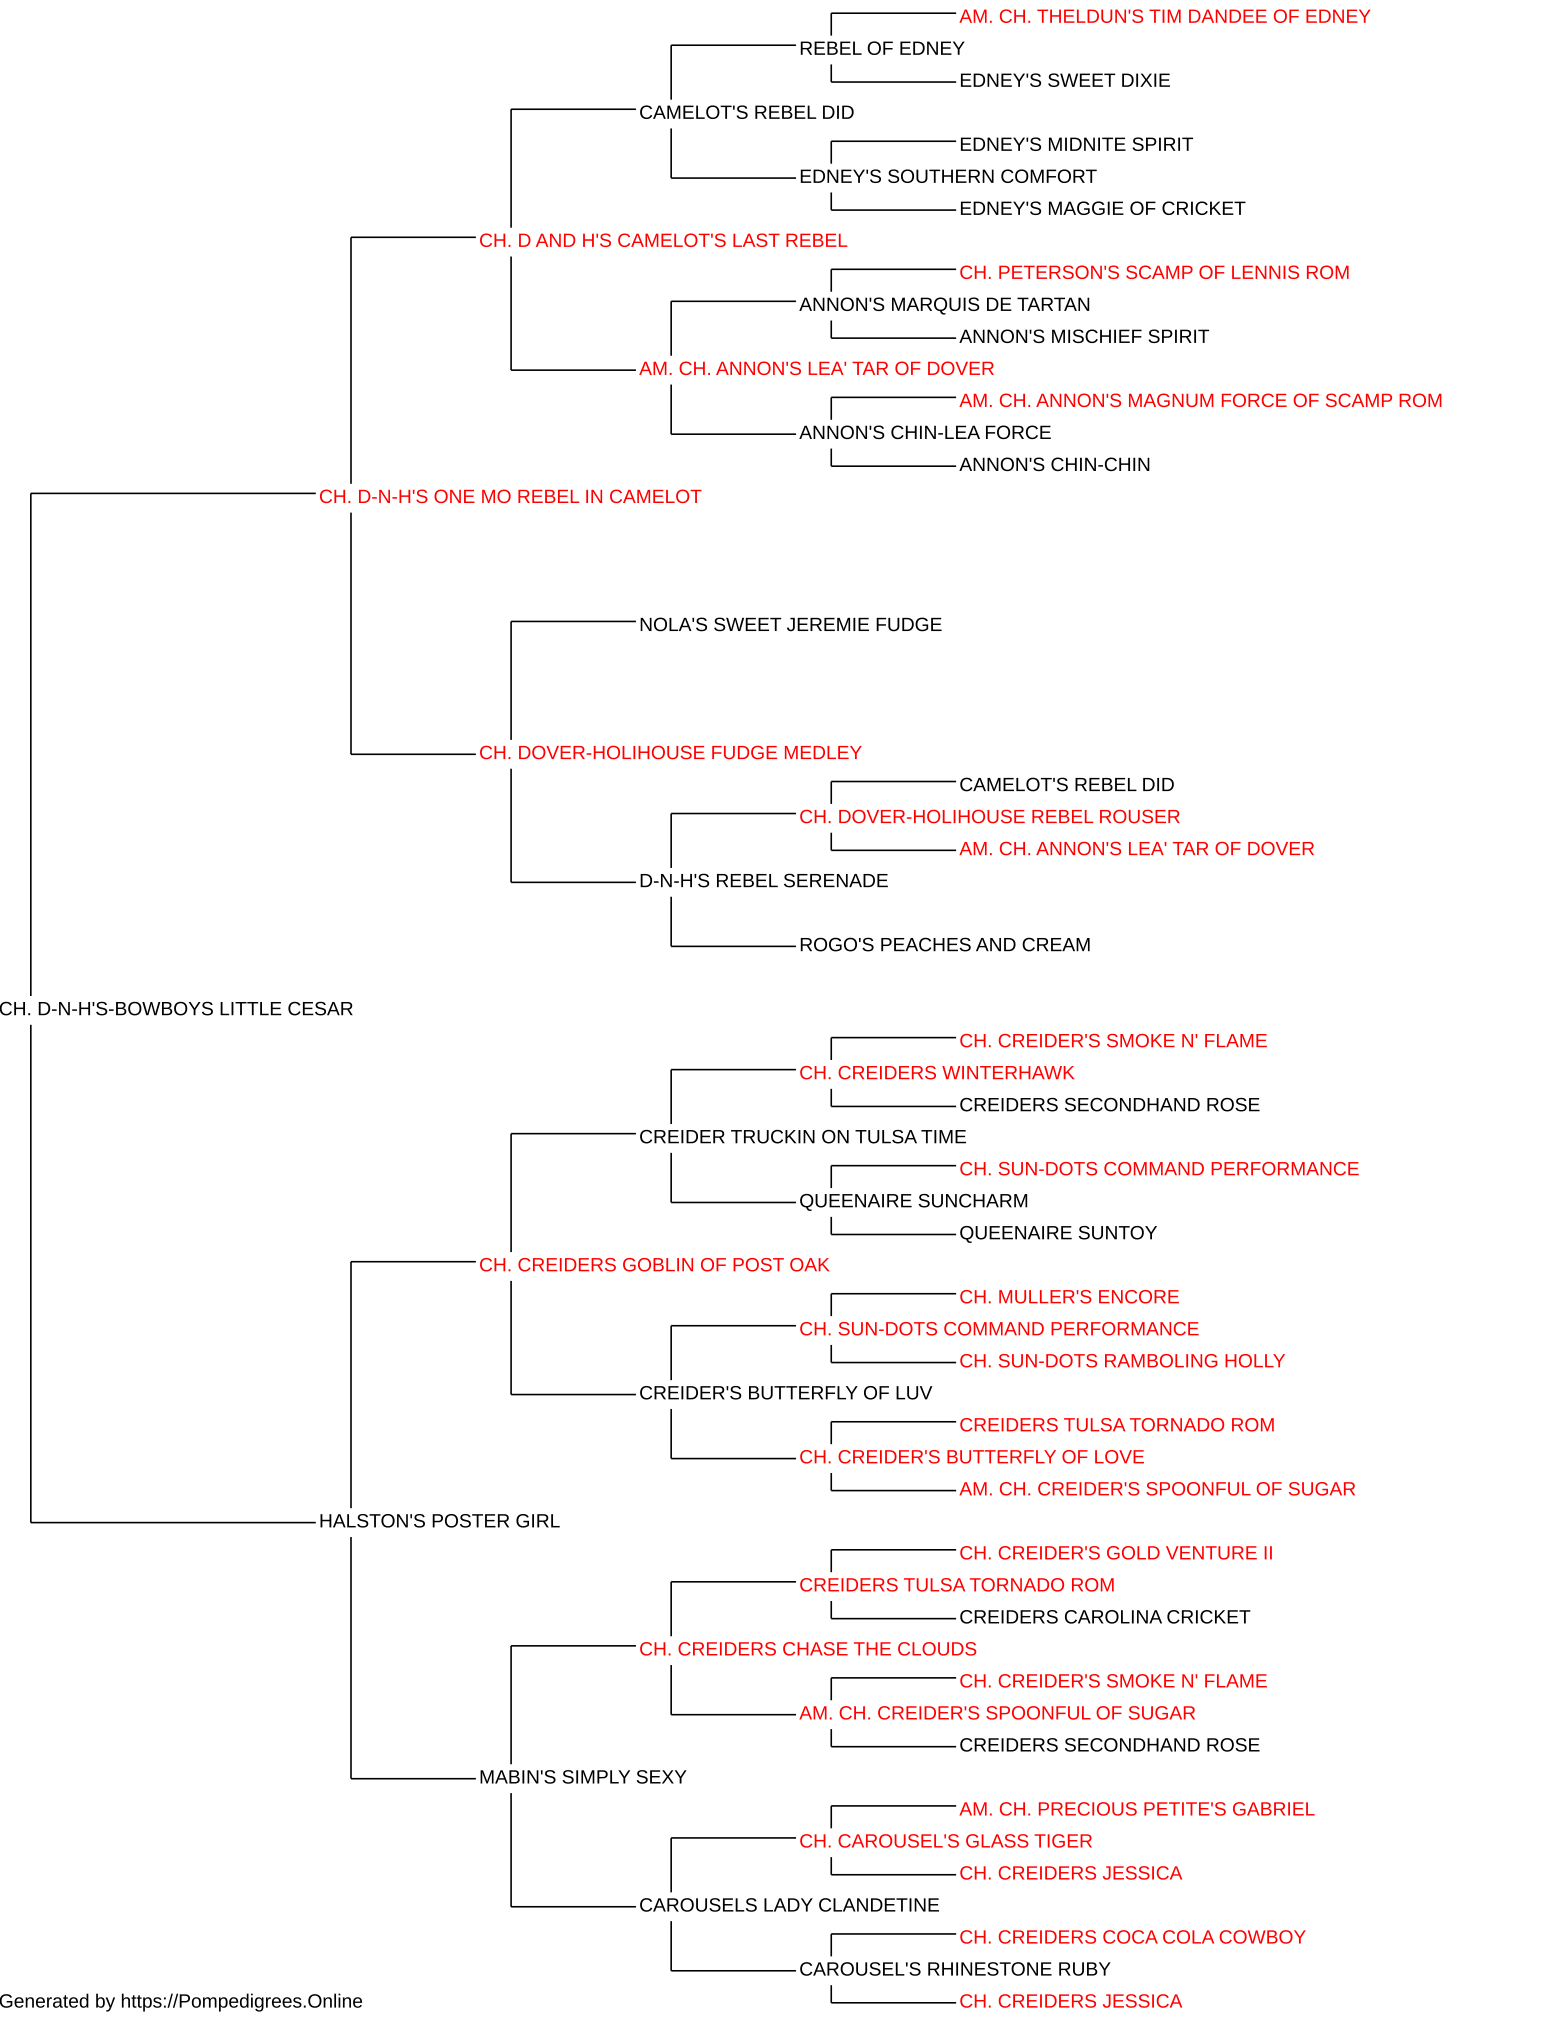 AM. CH. THELDUN'S TIM DANDEE OF EDNEY
REBEL OF EDNEY
EDNEY'S SWEET DIXIE
CAMELOT'S REBEL DID
EDNEY'S MIDNITE SPIRIT
EDNEY'S SOUTHERN COMFORT
EDNEY'S MAGGIE OF CRICKET
CH. D AND H'S CAMELOT'S LAST REBEL
CH. PETERSON'S SCAMP OF LENNIS ROM
ANNON'S MARQUIS DE TARTAN
ANNON'S MISCHIEF SPIRIT
AM. CH. ANNON'S LEA' TAR OF DOVER
AM. CH. ANNON'S MAGNUM FORCE OF SCAMP ROM
ANNON'S CHIN-LEA FORCE
ANNON'S CHIN-CHIN
CH. D-N-H'S ONE MO REBEL IN CAMELOT
NOLA'S SWEET JEREMIE FUDGE
CH. DOVER-HOLIHOUSE FUDGE MEDLEY
CAMELOT'S REBEL DID
CH. DOVER-HOLIHOUSE REBEL ROUSER
AM. CH. ANNON'S LEA' TAR OF DOVER
D-N-H'S REBEL SERENADE
ROGO'S PEACHES AND CREAM
CH. D-N-H'S-BOWBOYS LITTLE CESAR
CH. CREIDER'S SMOKE N' FLAME
CH. CREIDERS WINTERHAWK
CREIDERS SECONDHAND ROSE
CREIDER TRUCKIN ON TULSA TIME
CH. SUN-DOTS COMMAND PERFORMANCE
QUEENAIRE SUNCHARM
QUEENAIRE SUNTOY
CH. CREIDERS GOBLIN OF POST OAK
CH. MULLER'S ENCORE
CH. SUN-DOTS COMMAND PERFORMANCE
CH. SUN-DOTS RAMBOLING HOLLY
CREIDER'S BUTTERFLY OF LUV
CREIDERS TULSA TORNADO ROM
CH. CREIDER'S BUTTERFLY OF LOVE
AM. CH. CREIDER'S SPOONFUL OF SUGAR
HALSTON'S POSTER GIRL
CH. CREIDER'S GOLD VENTURE II
CREIDERS TULSA TORNADO ROM
CREIDERS CAROLINA CRICKET
CH. CREIDERS CHASE THE CLOUDS
CH. CREIDER'S SMOKE N' FLAME
AM. CH. CREIDER'S SPOONFUL OF SUGAR
CREIDERS SECONDHAND ROSE
MABIN'S SIMPLY SEXY
AM. CH. PRECIOUS PETITE'S GABRIEL
CH. CAROUSEL'S GLASS TIGER
CH. CREIDERS JESSICA
CAROUSELS LADY CLANDETINE
CH. CREIDERS COCA COLA COWBOY
CAROUSEL'S RHINESTONE RUBY
CH. CREIDERS JESSICA
Generated by https://Pompedigrees.Online